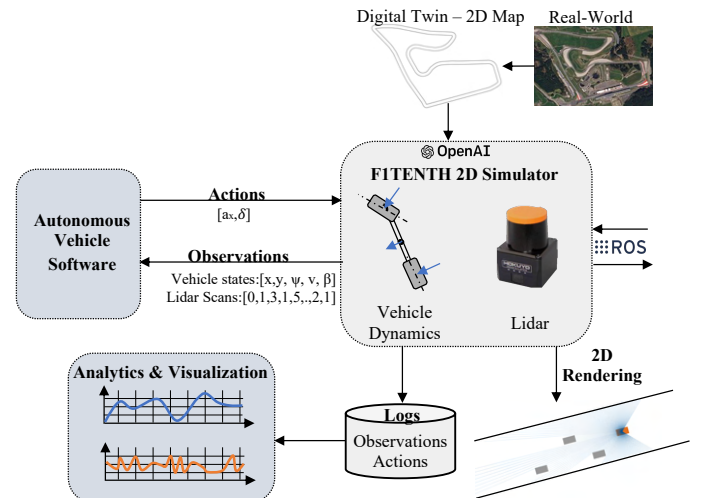 Digital Twin – 2D Map
Real-World
OpenAI
F1TENTH 2D Simulator
Actions
[ax,δ]
Autonomous
Vehicle
Software
Observations
Vehicle states:[x,y, ψ, v, β]
Lidar Scans:[0,1,3,1,5,.,2,1]
HOKUYO
ROS
Vehicle
Dynamics
Lidar
2D
Rendering
Analytics & Visualization
Logs
Observations
Actions